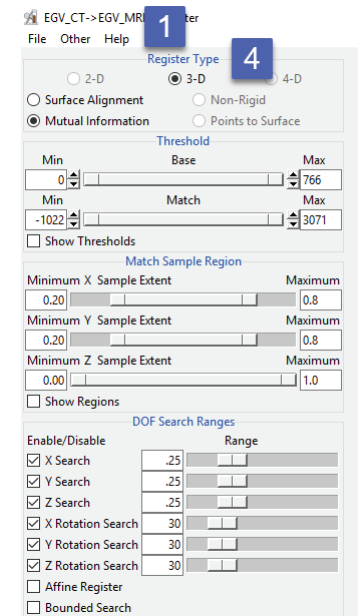 EGV_CT->EGV_MRI
File Other Help
1
Register Type
4
2-D 3-D 4-D
Surface Alignment Non-Rigid
Mutual Information Points to Surface
Threshold
Min Base Max
0 766
Min Match Max
-1022 3071
Show Thresholds
Match Sample Region
Minimum X Sample Extent Maximum
0.20 0.8
Minimum Y Sample Extent Maximum
0.20 0.8
Minimum Z Sample Extent Maximum
0.00 1.0
Show Regions
DOF Search Ranges
Enable/Disable Range
X Search .25
Y Search .25
Z Search .25
X Rotation Search 30
Y Rotation Search 30
Z Rotation Search 30
Affine Register
Bounded Search